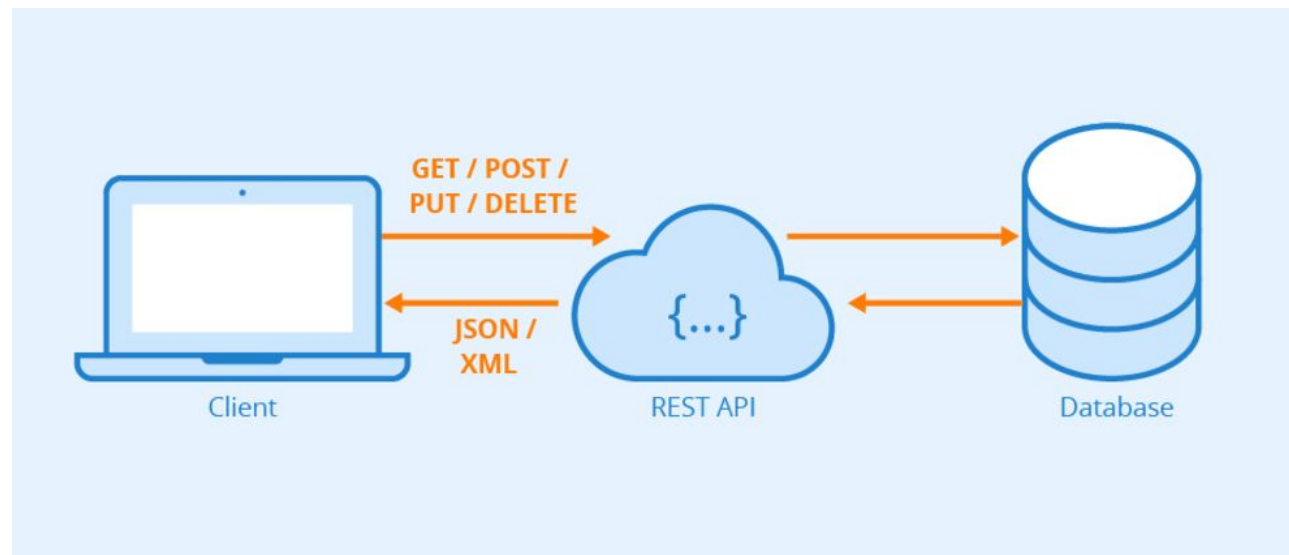 GET / POST /
PUT / DELETE
{...}
JSON /
XML
Client
REST API
Database